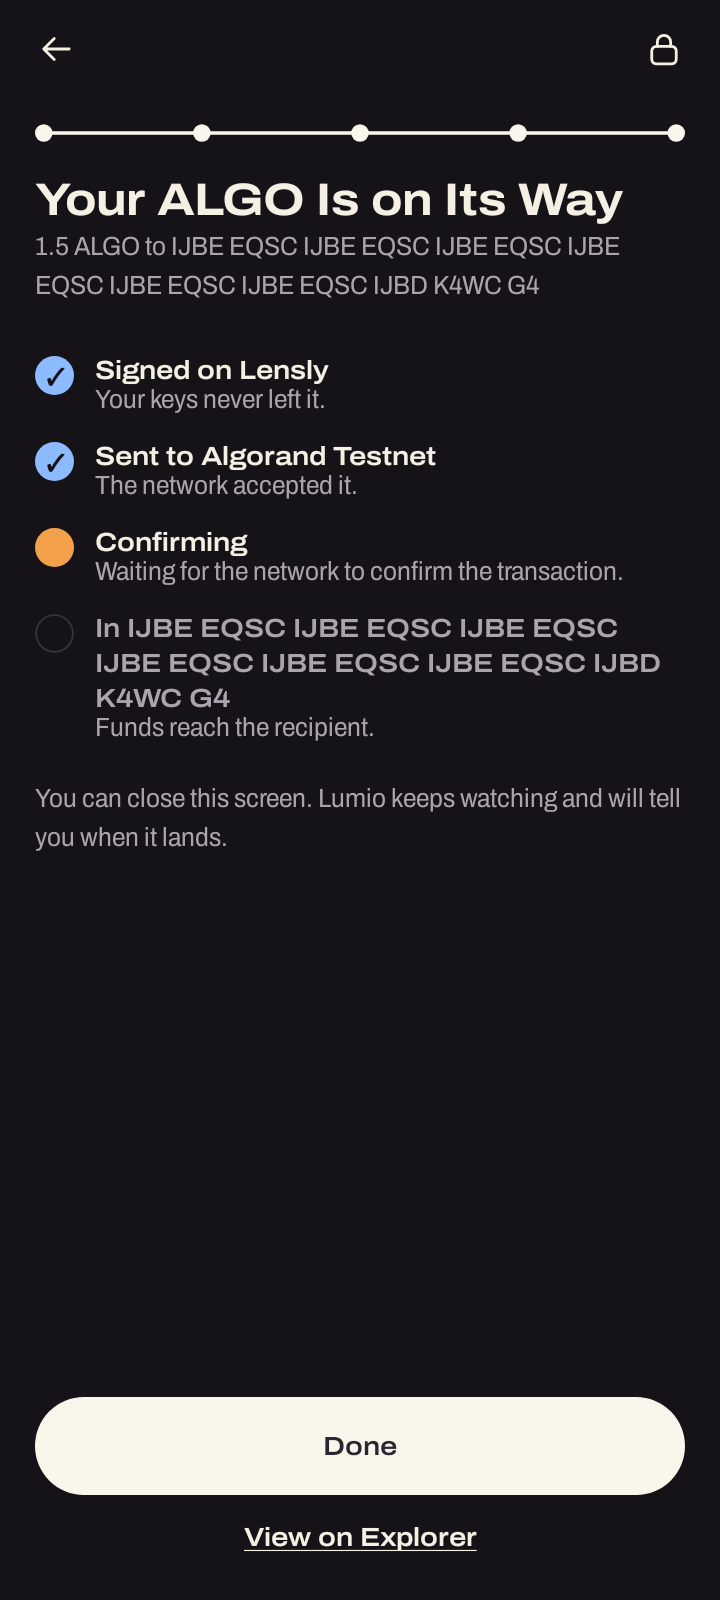 Your ALGO Is on Its Way
1.5 ALGO to IJBE EQSC IJBE EQSC IJBE EQSC IJBE
EQSC IJBE EQSC IJBE EQSC IJBD K4WC G4
✓ Signed on Lensly
Your keys never left it.
✓ Sent to Algorand Testnet
The network accepted it.
Confirming
Waiting for the network to confirm the transaction.
In IJBE EQSC IJBE EQSC IJBE EQSC
IJBE EQSC IJBE EQSC IJBE EQSC IJBD
K4WC G4
Funds reach the recipient.
You can close this screen. Lumio keeps watching and will tell
you when it lands.
Done
View on Explorer